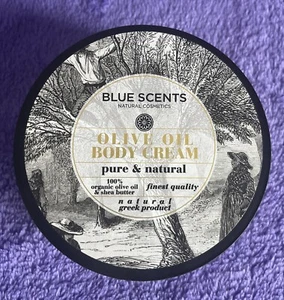 BLUE SCENTS
NATURAL COSMETICS
OLIVE OIL
BODY CREAM
pure & natural
100%
organic olive oil
& shea butter
finest quality
natural
greek product